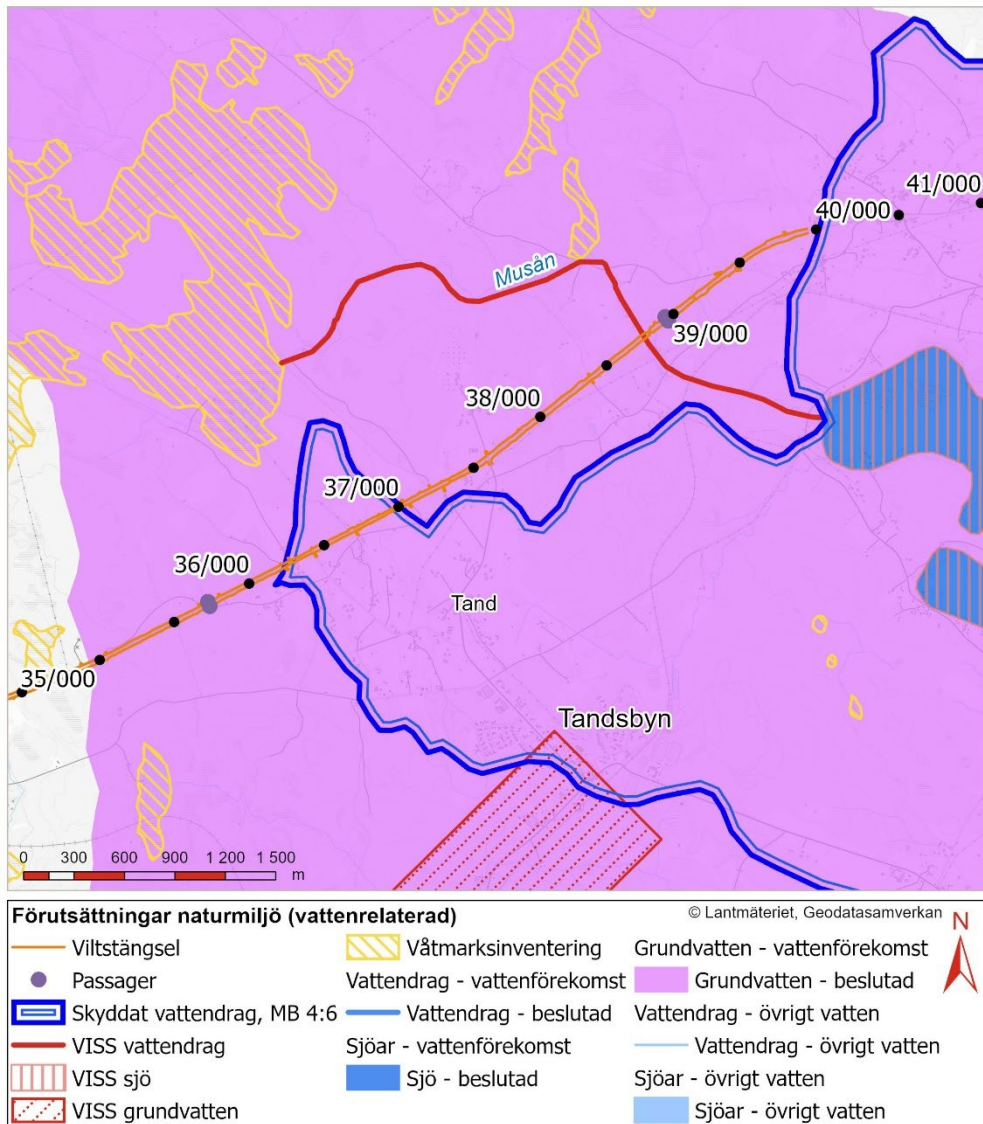 41/000
40/000
Musån
39/000
38/000
37/000
36/000
Tand
35/000
Tandsbyn
0 300 600 900 1 200 1 500
m
Förutsättningar naturmiljö (vattenrelaterad)
© Lantmäteriet, Geodatasamverkan
N
Viltstängsel
Passager
Skyddat vattendrag, MB 4:6
VISS vattendrag
VISS sjö
VISS grundvatten
Våtmarksinventering
Vattendrag - vattenförekomst
Vattendrag - beslutad
Sjöar - vattenförekomst
Sjö - beslutad
Grundvatten - vattenförekomst
Grundvatten - beslutad
Vattendrag - övrigt vatten
Vattendrag - övrigt vatten
Sjöar - övrigt vatten
Sjöar - övrigt vatten